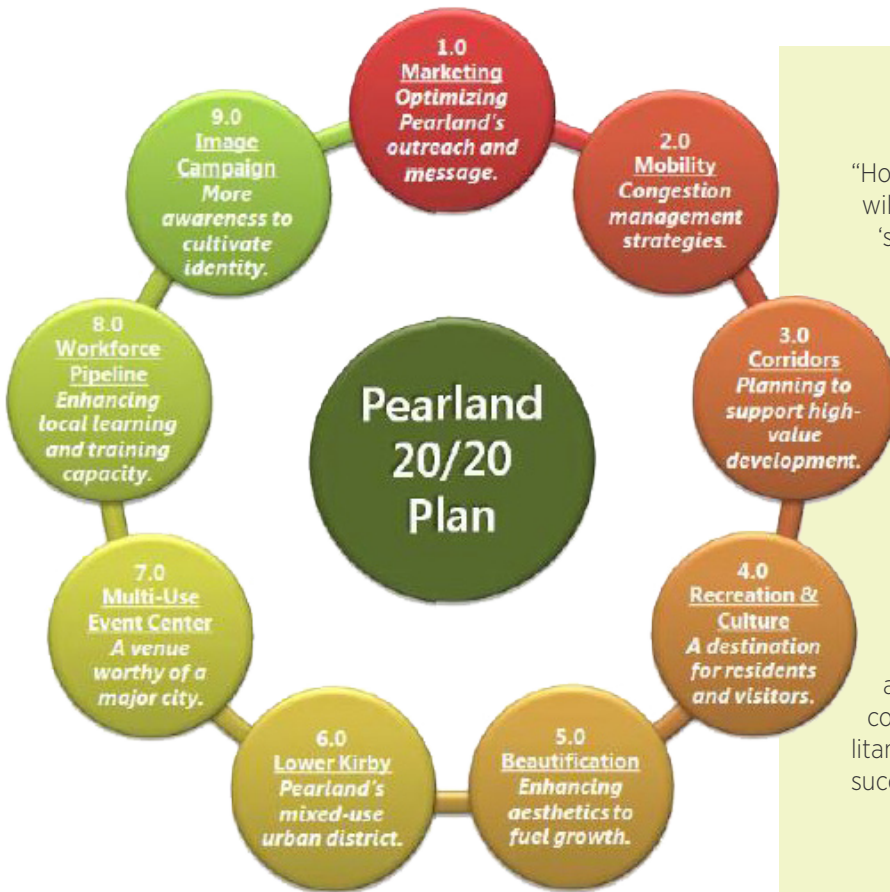 1.0
Marketing
Optimizing
Pearland's
outreach and
message.
2.0
Mobility
Congestion
management
strategies.
3.0
Corridors
Planning to
support high-
value
development.
4.0
Recreation &
Culture
A destination
for residents
and visitors.
5.0
Beautification
Enhancing
aesthetics to
fuel growth.
6.0
Lower Kirby
Pearland's
mixed-use
urban district.
7.0
Multi-Use
Event Center
A venue
worthy of a
major city.
8.0
Workforce
Pipeline
Enhancing
local learning
and training
capacity.
9.0
Image
Campaign
More
awareness to
cultivate
identity.
Pearland
20/20
Plan